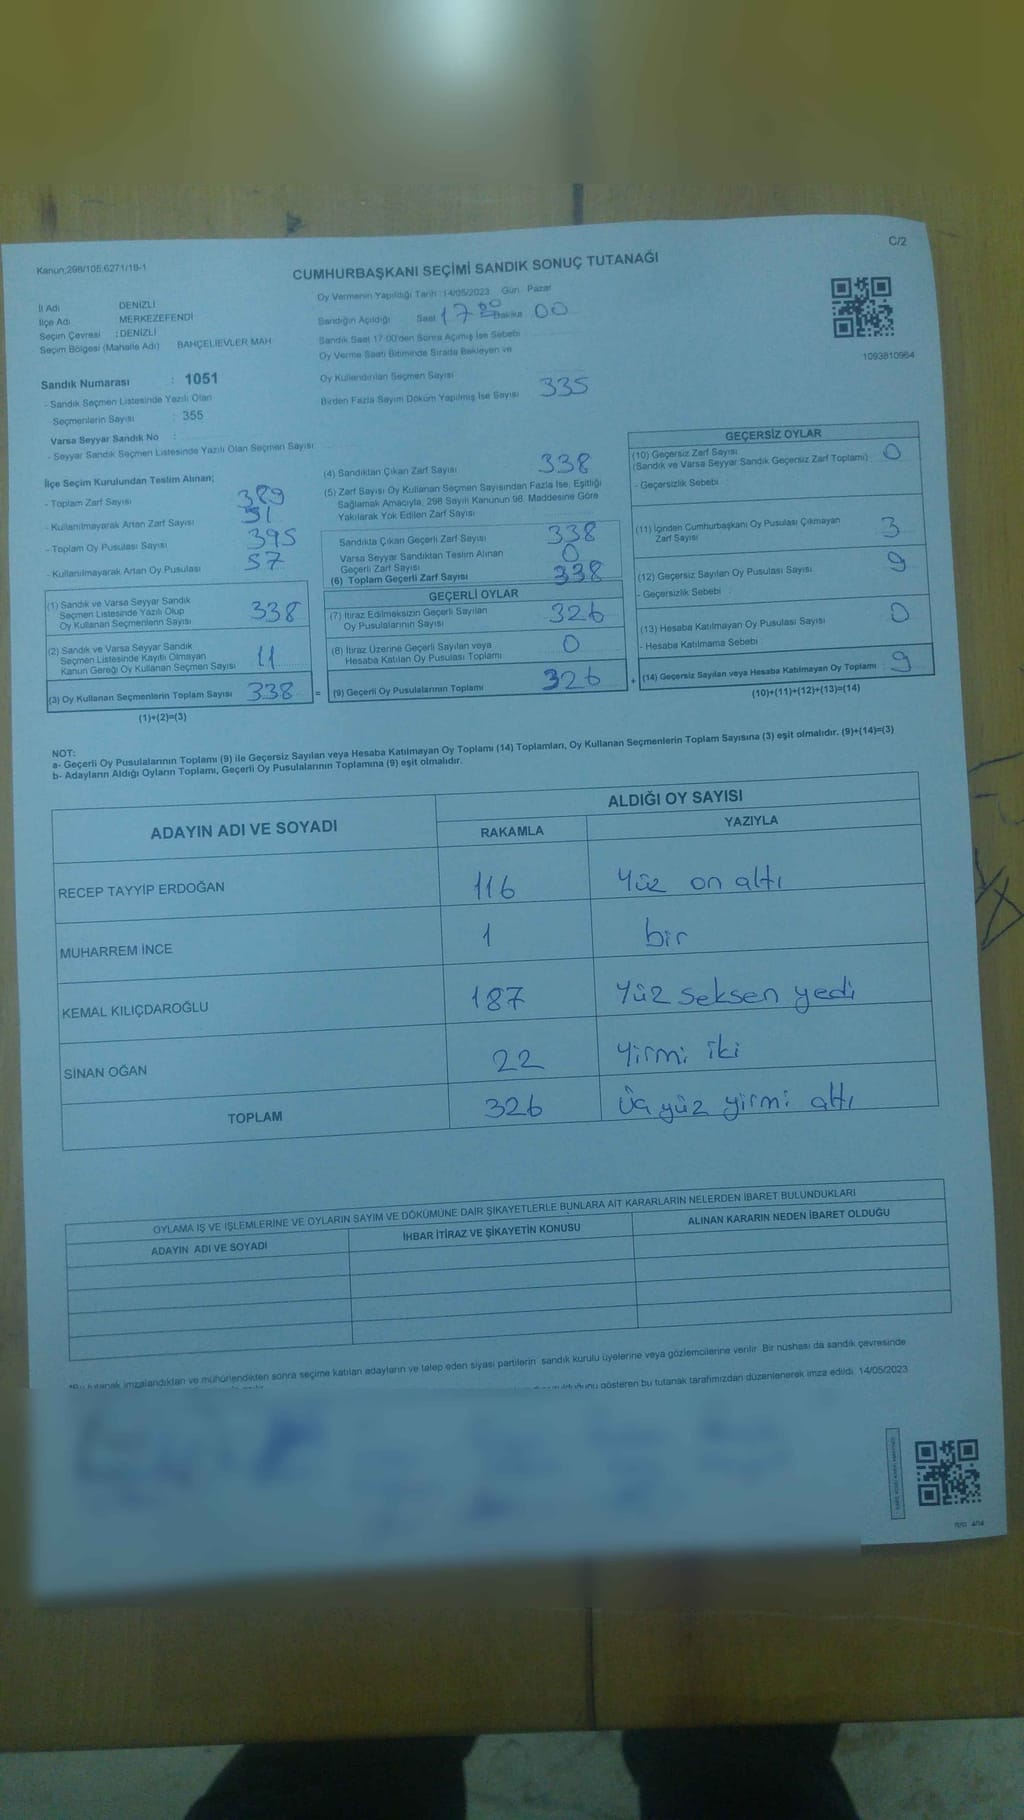 C/2
Kanun;298/105;6271/18-1
CUMHURBAŞKANI SEÇİMİ SANDIK SONUÇ TUTANAĞI
İl Adı DENİZLİ
İlçe Adı MERKEZEFENDİ
Seçim Çevresi : DENİZLİ
Seçim Bölgesi (Mahalle Adı) BAHÇELİEVLER MAH
Oy Vermenin Yapıldığı Tarih :14/05/2023 Gün: Pazar
Sandığın Açıldığı Saat 17 00 Dakika 00
Sandık Saat 17:00'den Sonra Açımış İse Sebebi
Oy Verme Saati Bitiminde Sırada Bekleyen ve
Oy Kullandırılan Seçmen Sayısı
Birden Fazla Sayım Döküm Yapılmış İse Sayısı 335
1093810964
Sandık Numarası : 1051
- Sandık Seçmen Listesinde Yazılı Olan
Seçmenlerin Sayısı : 355
Varsa Seyyar Sandık No :
- Seyyar Sandık Seçmen Listesinde Yazılı Olan Seçmen Sayısı:
İlçe Seçim Kurulundan Teslim Alınan;
- Toplam Zarf Sayısı 389
- Kullanılmayarak Artan Zarf Sayısı 51
- Toplam Oy Pusulası Sayısı 395
- Kullanılmayarak Artan Oy Pusulası 57
(1) Sandık ve Varsa Seyyar Sandık
Seçmen Listesinde Yazılı Olup
Oy Kullanan Seçmenlerin Sayısı 338
(2) Sandık ve Varsa Seyyar Sandık
Seçmen Listesinde Kayıtlı Olmayan
Kanun Gereği Oy Kullanan Seçmen Sayısı 11
(3) Oy Kullanan Seçmenlerin Toplam Sayısı 338
(1)+(2)=(3)
(4) Sandıktan Çıkan Zarf Sayısı 338
(5) Zarf Sayısı Oy Kullanan Seçmen Sayısından Fazla İse, Eşitliği
Sağlamak Amacıyla, 298 Sayılı Kanunun 98. Maddesine Göre
Yakılarak Yok Edilen Zarf Sayısı
Sandıkta Çıkan Geçerli Zarf Sayısı 338
Varsa Seyyar Sandıktan Teslim Alınan
Geçerli Zarf Sayısı 0
(6) Toplam Geçerli Zarf Sayısı 338
GEÇERLİ OYLAR
(7) İtiraz Edilmeksizin Geçerli Sayılan
Oy Pusulalarının Sayısı 326
(8) İtiraz Üzerine Geçerli Sayılan veya
Hesaba Katılan Oy Pusulası Toplamı 0
= (9) Geçerli Oy Pusulalarının Toplamı 326
GEÇERSİZ OYLAR
(10) Geçersiz Zarf Sayısı
(Sandık ve Varsa Seyyar Sandık Geçersiz Zarf Toplamı) 0
- Geçersizlik Sebebi
(11) İçinden Cumhurbaşkanı Oy Pusulası Çıkmayan
Zarf Sayısı 3
(12) Geçersiz Sayılan Oy Pusulası Sayısı 9
- Geçersizlik Sebebi :
(13) Hesaba Katılmayan Oy Pusulası Sayısı 0
- Hesaba Katılmama Sebebi
+ (14) Geçersiz Sayılan veya Hesaba Katılmayan Oy Toplamı 9
(10)+(11)+(12)+(13)=(14)
NOT:
a- Geçerli Oy Pusulalarının Toplamı (9) ile Geçersiz Sayılan veya Hesaba Katılmayan Oy Toplamı (14) Toplamları, Oy Kullanan Seçmenlerin Toplam Sayısına (3) eşit olmalıdır. (9)+(14)=(3)
b- Adayların Aldığı Oyların Toplamı, Geçerli Oy Pusulalarının Toplamına (9) eşit olmalıdır.
ADAYIN ADI VE SOYADI ALDIĞI OY SAYISI
RAKAMLA YAZIYLA
RECEP TAYYİP ERDOĞAN 116 Yüz on altı
MUHARREM İNCE 1 bir
KEMAL KILIÇDAROĞLU 187 Yüz seksen yedi
SİNAN OĞAN 22 Yirmi iki
TOPLAM 326 Üç yüz yirmi altı
OYLAMA İŞ VE İŞLEMLERİNE VE OYLARIN SAYIM VE DÖKÜMÜNE DAİR ŞİKAYETLERLE BUNLARA AİT KARARLARIN NELERDEN İBARET BULUNDUKLARI
ADAYIN ADI VE SOYADI İHBAR İTİRAZ VE ŞİKAYETİN KONUSU ALINAN KARARIN NEDEN İBARET OLDUĞU
*Bu tutanak imzalandıktan ve mühürlendikten sonra seçime katılan adayların ve talep eden siyasi partilerin sandık kurulu üyelerine veya gözlemcilerine verilir. Bir nüshası da sandık çevresinde
gösteren bu tutanak tarafımızdan düzenlenerek imza edildi. 14/05/2023